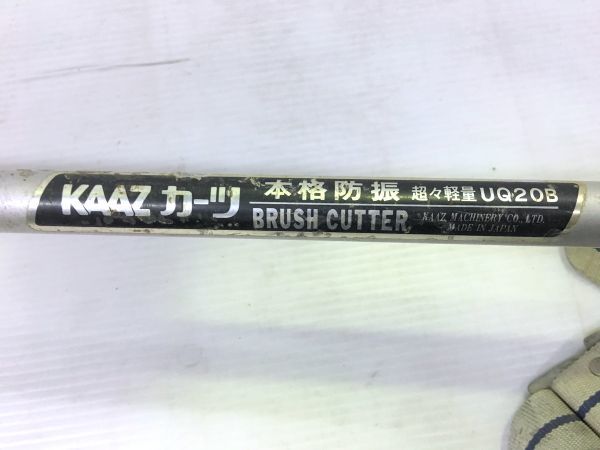 KAAZ カーツ 本格防振 超々軽量 UQ20B
BRUSH CUTTER KAAZ MACHINERY CO., LTD.
MADE IN JAPAN